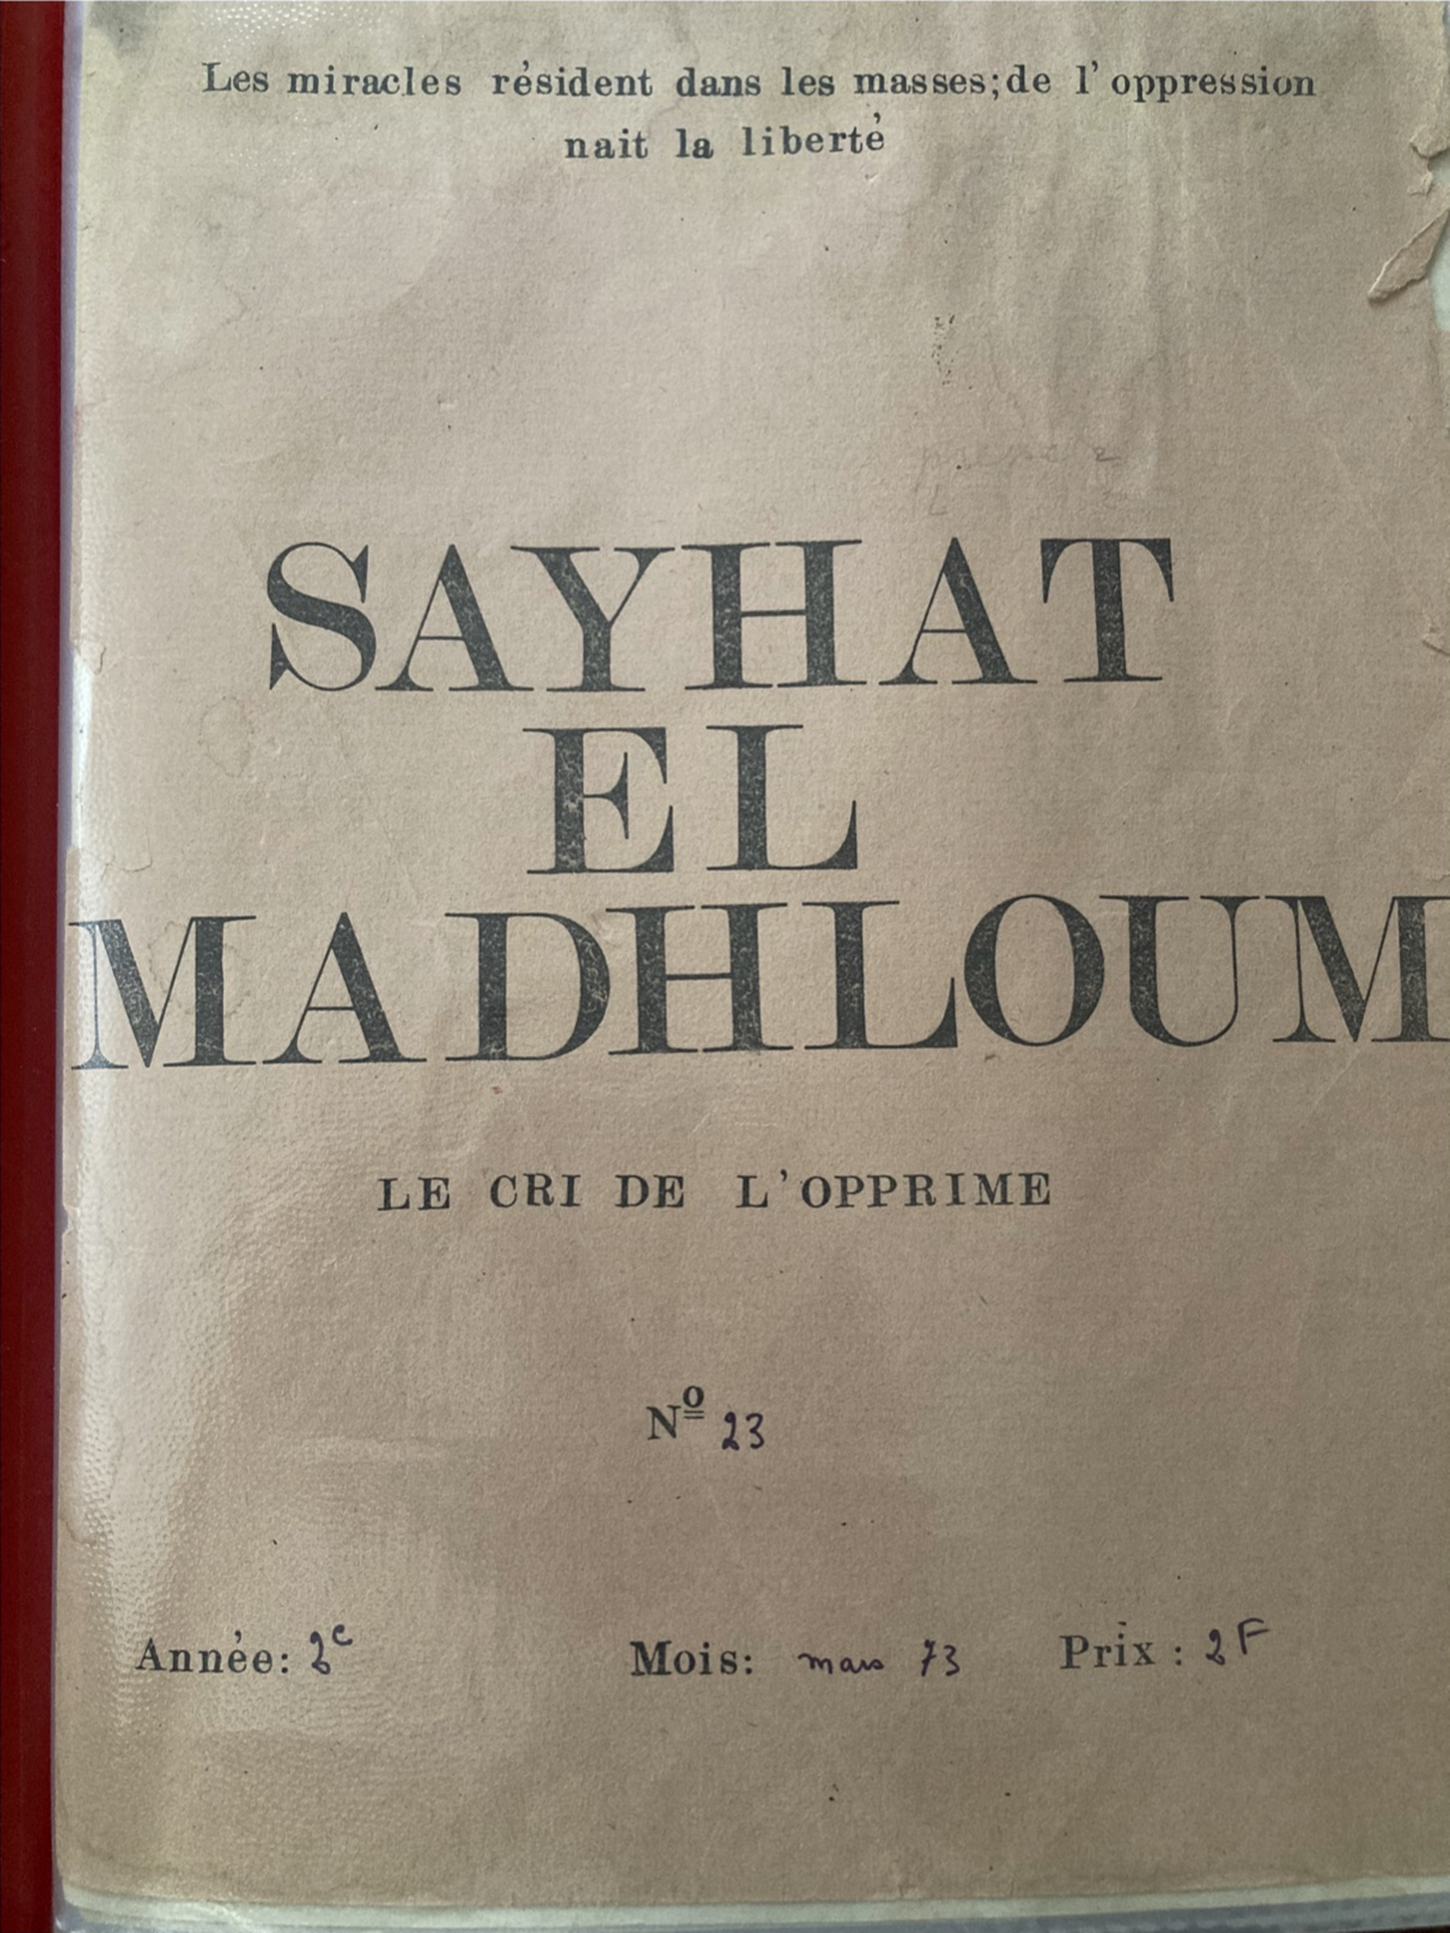 Les miracles résident dans les masses;de l'oppression
nait la liberté
SAYHAT
EL
MADHLOUM
LE CRI DE L'OPPRIME
Nº 23
Année: 2e
Mois: mars 73
Prix : 2F